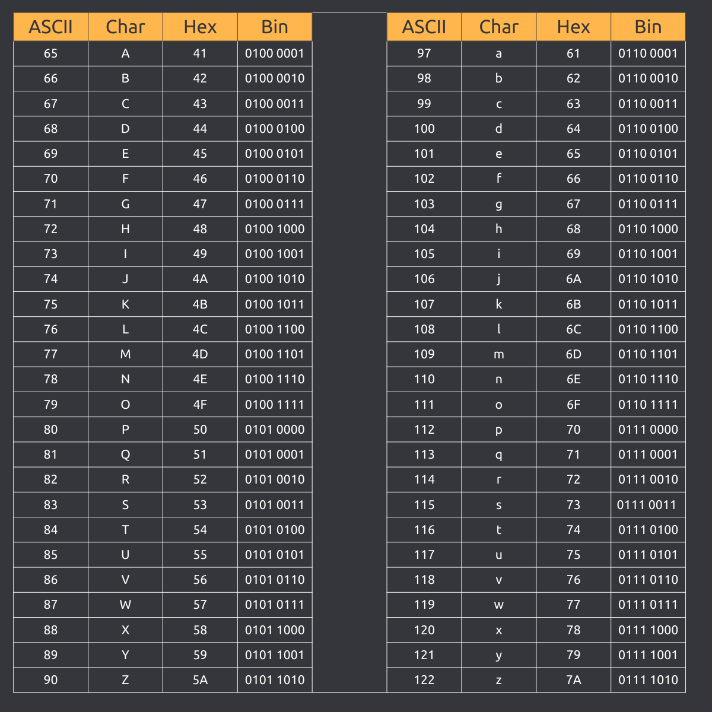 ASCII Char Hex Bin ASCII Char Hex Bin
65 A 41 0100 0001 97 a 61 0110 0001
66 B 42 0100 0010 98 b 62 0110 0010
67 C 43 0100 0011 99 c 63 0110 0011
68 D 44 0100 0100 100 d 64 0110 0100
69 E 45 0100 0101 101 e 65 0110 0101
70 F 46 0100 0110 102 f 66 0110 0110
71 G 47 0100 0111 103 g 67 0110 0111
72 H 48 0100 1000 104 h 68 0110 1000
73 I 49 0100 1001 105 i 69 0110 1001
74 J 4A 0100 1010 106 j 6A 0110 1010
75 K 4B 0100 1011 107 k 6B 0110 1011
76 L 4C 0100 1100 108 l 6C 0110 1100
77 M 4D 0100 1101 109 m 6D 0110 1101
78 N 4E 0100 1110 110 n 6E 0110 1110
79 O 4F 0100 1111 111 o 6F 0110 1111
80 P 50 0101 0000 112 p 70 0111 0000
81 Q 51 0101 0001 113 q 71 0111 0001
82 R 52 0101 0010 114 r 72 0111 0010
83 S 53 0101 0011 115 s 73 0111 0011
84 T 54 0101 0100 116 t 74 0111 0100
85 U 55 0101 0101 117 u 75 0111 0101
86 V 56 0101 0110 118 v 76 0111 0110
87 W 57 0101 0111 119 w 77 0111 0111
88 X 58 0101 1000 120 x 78 0111 1000
89 Y 59 0101 1001 121 y 79 0111 1001
90 Z 5A 0101 1010 122 z 7A 0111 1010